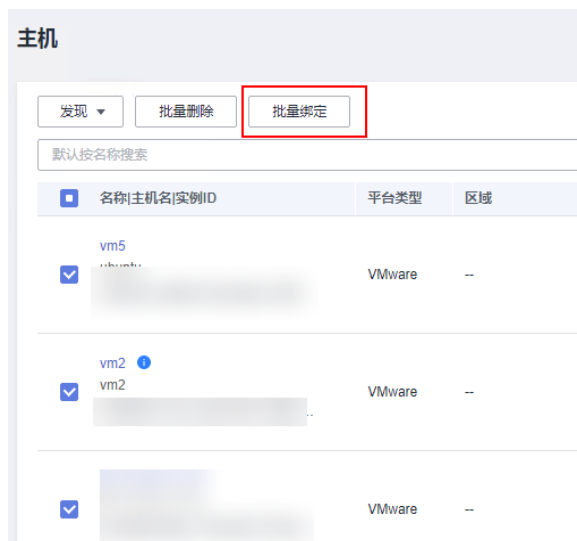 主机
发现 批量删除 批量绑定
默认按名称搜索
名称|主机名|实例ID 平台类型 区域
vm5
ubuntu
VMware --
vm2
vm2
..
VMware --
VMware --